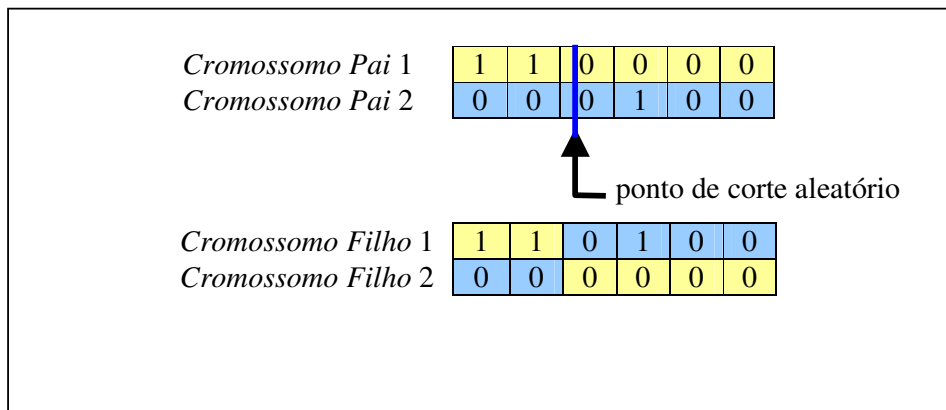 Cromossomo Pai 1 1 1 0 0 0 0
Cromossomo Pai 2 0 0 0 1 0 0
ponto de corte aleatório
Cromossomo Filho 1 1 1 0 1 0 0
Cromossomo Filho 2 0 0 0 0 0 0